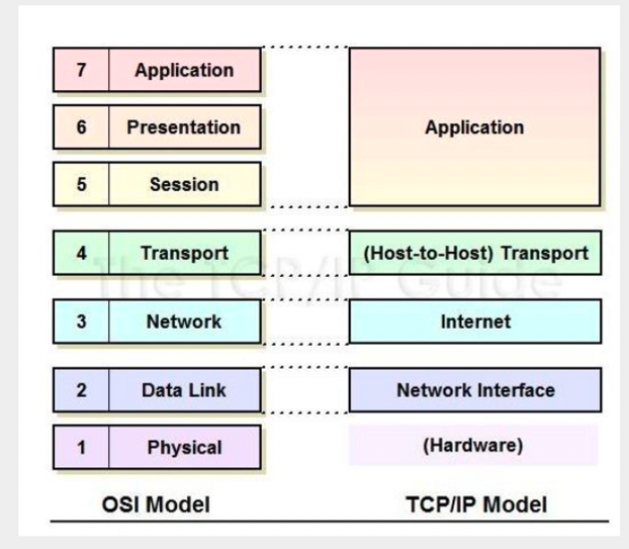 7 Application
6 Presentation
5 Session
Application
4 Transport
(Host-to-Host) Transport
The TCP/IP Guide
3 Network
Internet
2 Data Link
Network Interface
1 Physical
(Hardware)
OSI Model
TCP/IP Model